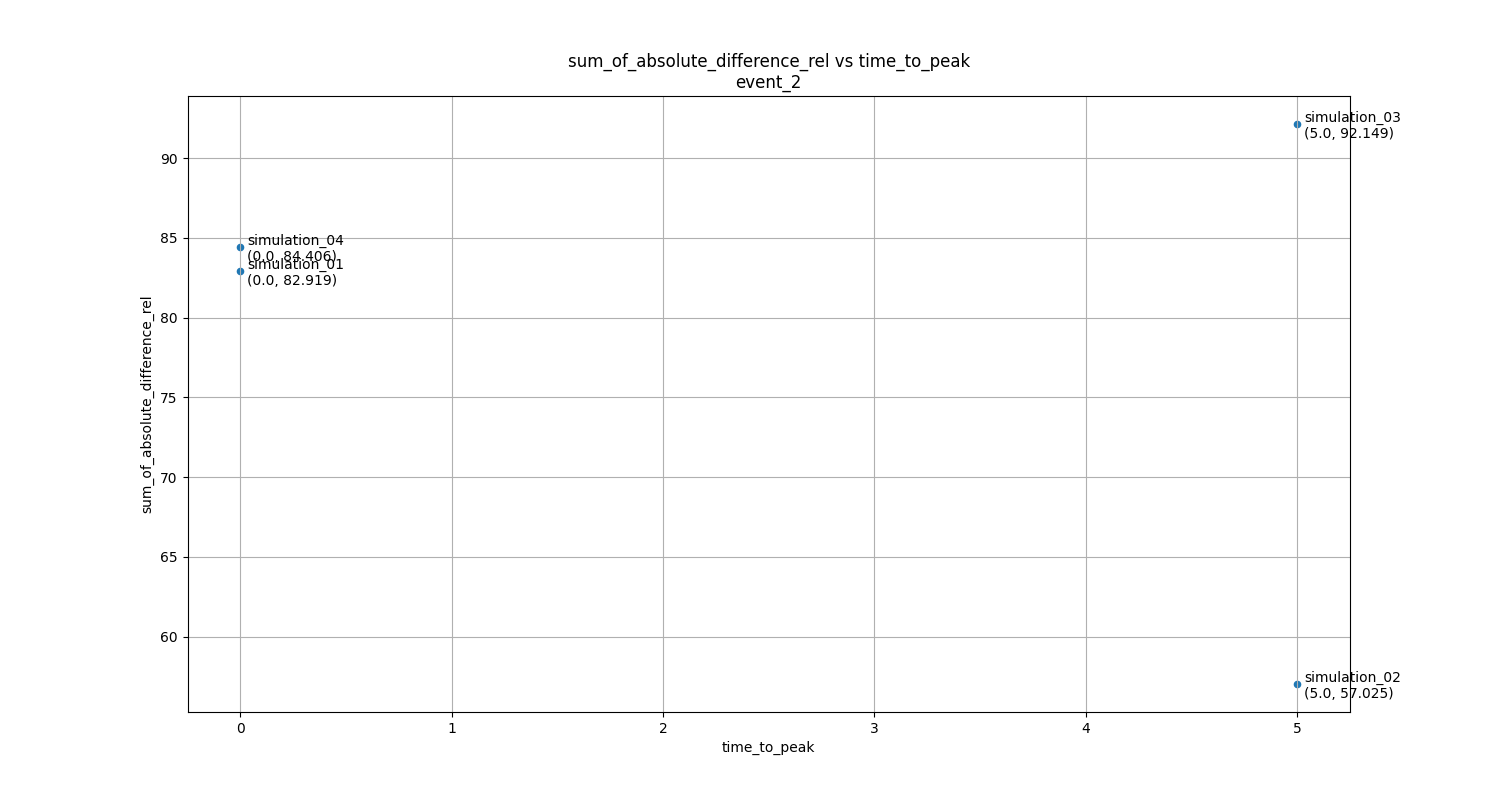 sum_of_absolute_difference_rel vs time_to_peak
event_2
simulation_03
(5.0, 92.149)
90
85
simulation_04
(0.0, 84.406)
simulation_01
(0.0, 82.919)
80
75
70
65
60
sum_of_absolute_difference_rel
simulation_02
(5.0, 57.025)
0 1 2 3 4 5
time_to_peak